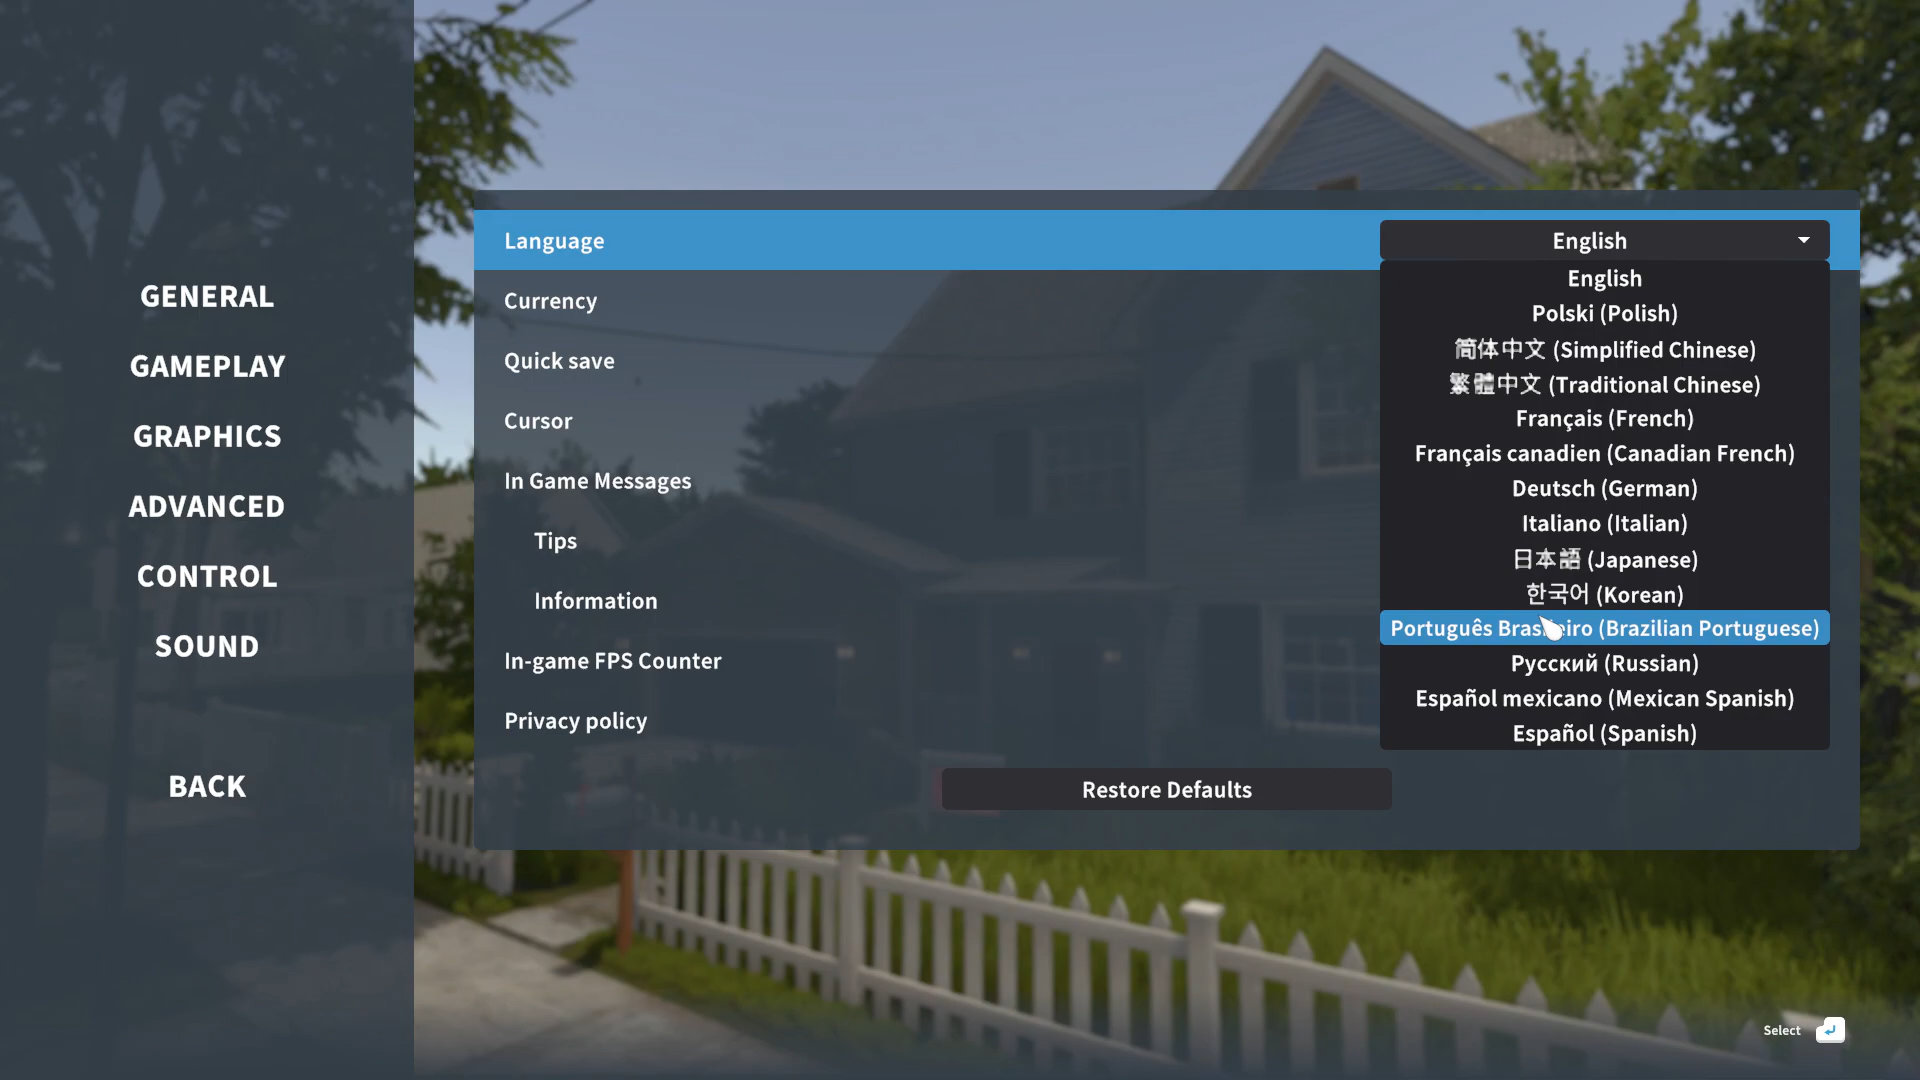 GENERAL
GAMEPLAY
GRAPHICS
ADVANCED
CONTROL
SOUND
BACK
Language
English
Currency
Quick save
Cursor
In Game Messages
Tips
Information
In-game FPS Counter
Privacy policy
English
Polski (Polish)
简体中文 (Simplified Chinese)
繁體中文 (Traditional Chinese)
Français (French)
Français canadien (Canadian French)
Deutsch (German)
Italiano (Italian)
日本語 (Japanese)
한국어 (Korean)
Português Brasileiro (Brazilian Portuguese)
Русский (Russian)
Español mexicano (Mexican Spanish)
Español (Spanish)
Restore Defaults
Select